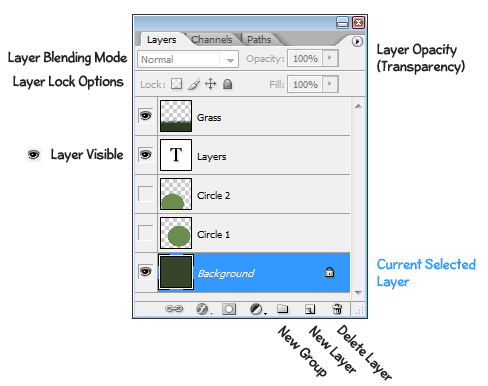 Layers Channels Paths
Layer Blending Mode
Normal
Opacity: 100%
Layer Opacity
(Transparency)
Layer Lock Options
Lock:
Fill: 100%
Grass
Layer Visible
T
Layers
Circle 2
Circle 1
Background
Current Selected
Layer
New Group
New Layer
Delete Layer